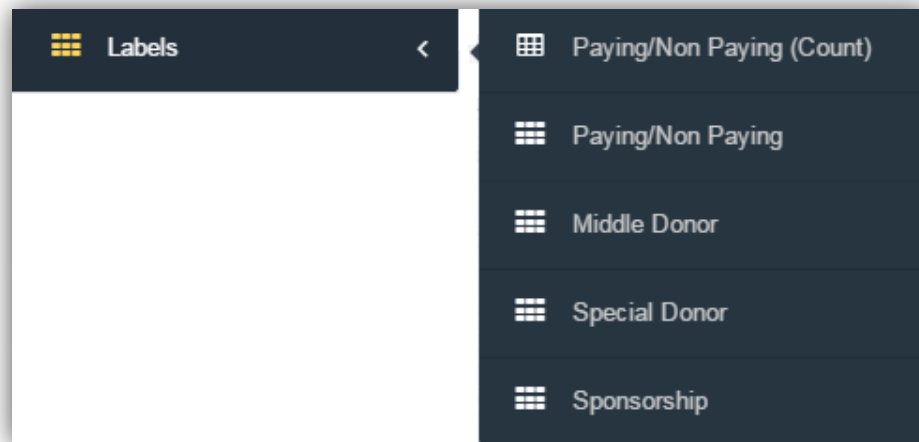 Labels
Paying/Non Paying (Count)
Paying/Non Paying
Middle Donor
Special Donor
Sponsorship